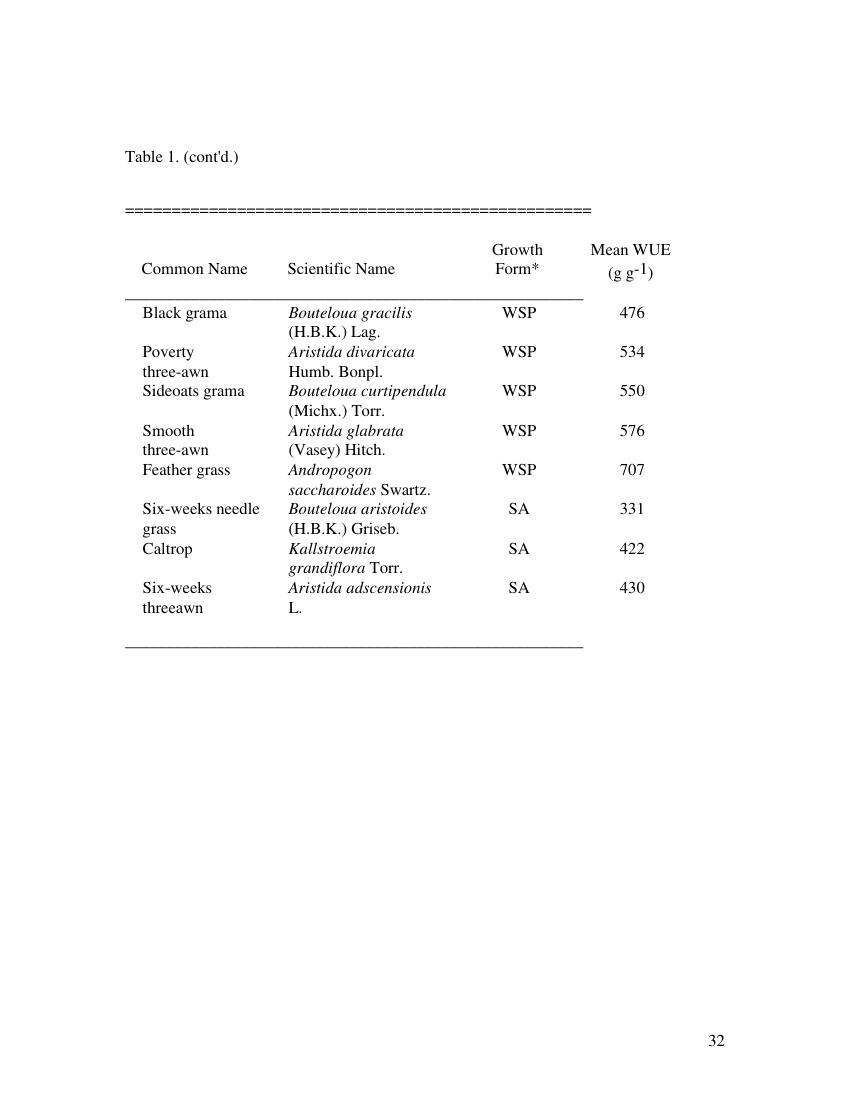 Table 1. (cont'd.)
==================================================
Growth Mean WUE
Common Name Scientific Name Form* (g g-1)
Black grama Bouteloua gracilis WSP 476
(H.B.K.) Lag.
Poverty Aristida divaricata WSP 534
three-awn Humb. Bonpl.
Sideoats grama Bouteloua curtipendula WSP 550
(Michx.) Torr.
Smooth Aristida glabrata WSP 576
three-awn (Vasey) Hitch.
Feather grass Andropogon WSP 707
saccharoides Swartz.
Six-weeks needle Bouteloua aristoides SA 331
grass (H.B.K.) Griseb.
Caltrop Kallstroemia SA 422
grandiflora Torr.
Six-weeks Aristida adscensionis SA 430
threeawn L.
32